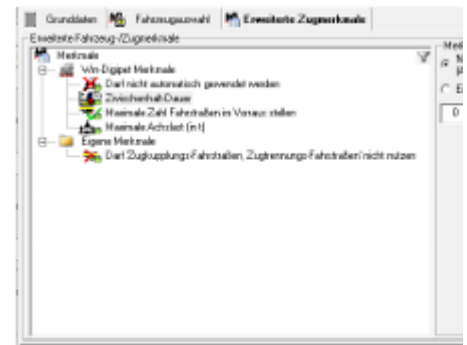 Grunddaten Fahrzeugauswahl Erweiterte Zugmerkmale
Erweiterte Fahrzeug-/Zugmerkmale
Merkmale
Win-Digipet Merkmale
Darf nicht automatisch gewendet werden
Zwischenhalt-Dauer
Maximale Zahl Fahrstraßen im Voraus stellen
Maximale Achslast (in t)
Eigene Merkmale
Darf 'Zugkupplungs-Fahrstraßen, Zugtrennungs-Fahrstraßen' nicht nutzen
0